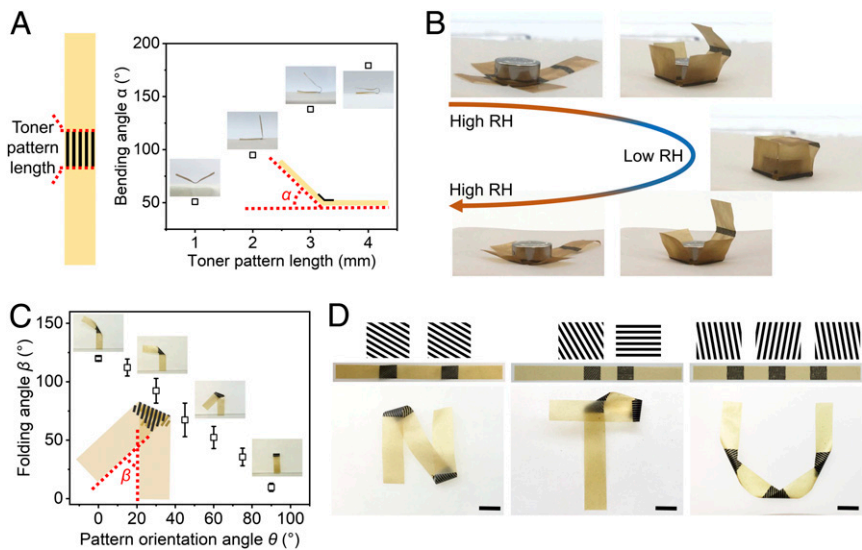 A
Toner
pattern
length
Bending angle α (°)
200
150
100
50
α
1
2
3
4
Toner pattern length (mm)
B
High RH
Low RH
High RH
C
Folding angle β (°)
150
100
50
0
β
0
20
40
60
80
100
Pattern orientation angle θ (°)
D